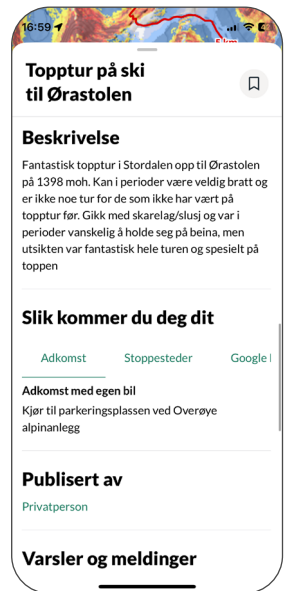 16:59
5 km
Topptur på ski
til Ørastolen
Beskrivelse
Fantastisk topptur i Stordalen opp til Ørastolen
på 1398 moh. Kan i perioder være veldig bratt og
er ikke noe tur for de som ikke har vært på
topptur før. Gikk med skarelag/slusj og var i
perioder vanskelig å holde seg på beina, men
utsikten var fantastisk hele turen og spesielt på
toppen
Slik kommer du deg dit
Adkomst Stoppesteder Google
Adkomst med egen bil
Kjør til parkeringsplassen ved Overøye
alpinanlegg
Publisert av
Privatperson
Varsler og meldinger